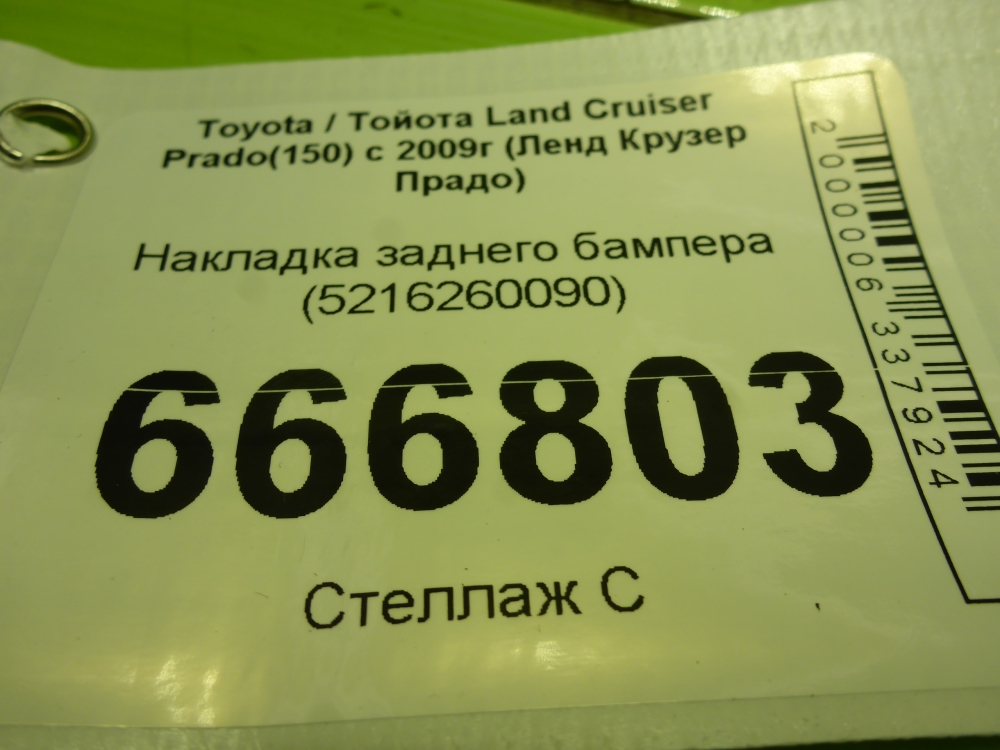 Toyota / Тойота Land Cruiser
Prado(150) с 2009г (Ленд Крузер
Прадо)
Накладка заднего бампера
(5216260090)
666803
Стеллаж С
2000006337924